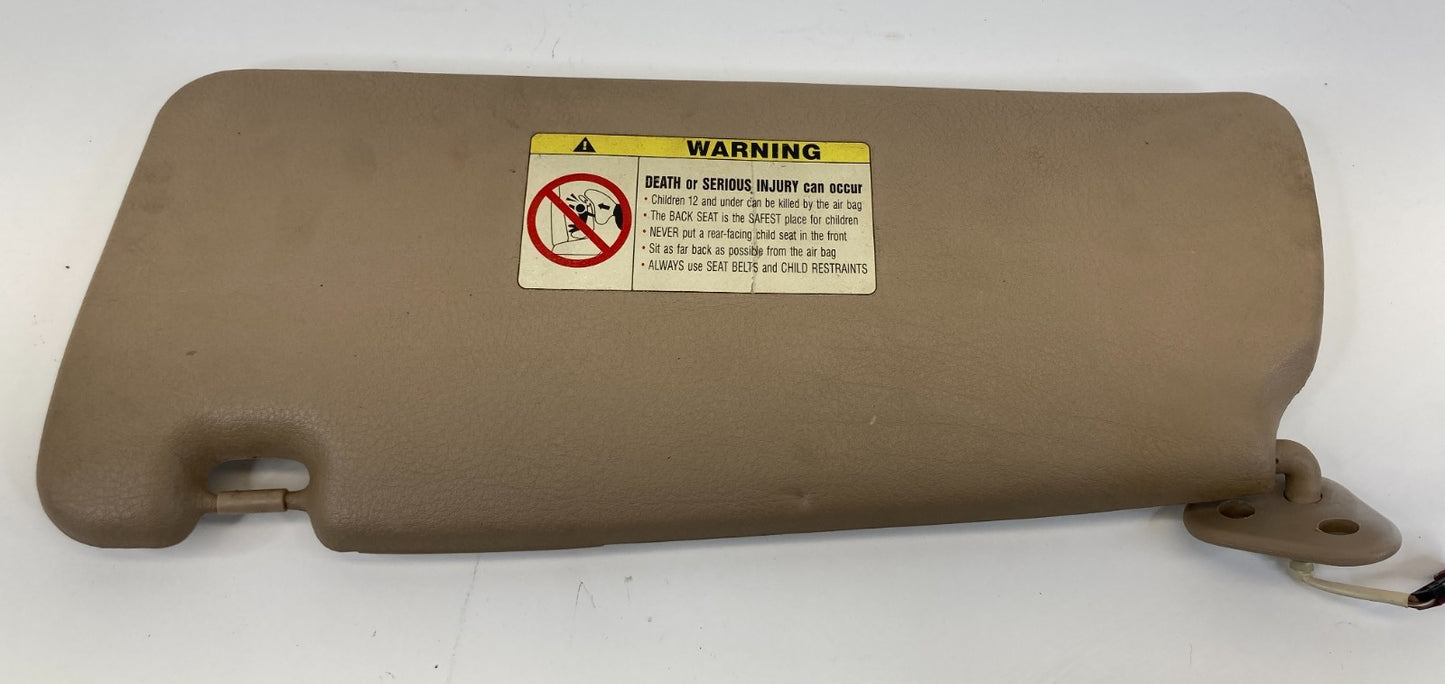 WARNING
DEATH or SERIOUS INJURY can occur
• Children 12 and under can be killed by the air bag
• The BACK SEAT is the SAFEST place for children
• NEVER put a rear-facing child seat in the front
• Sit as far back as possible from the air bag
• ALWAYS use SEAT BELTS and CHILD RESTRAINTS